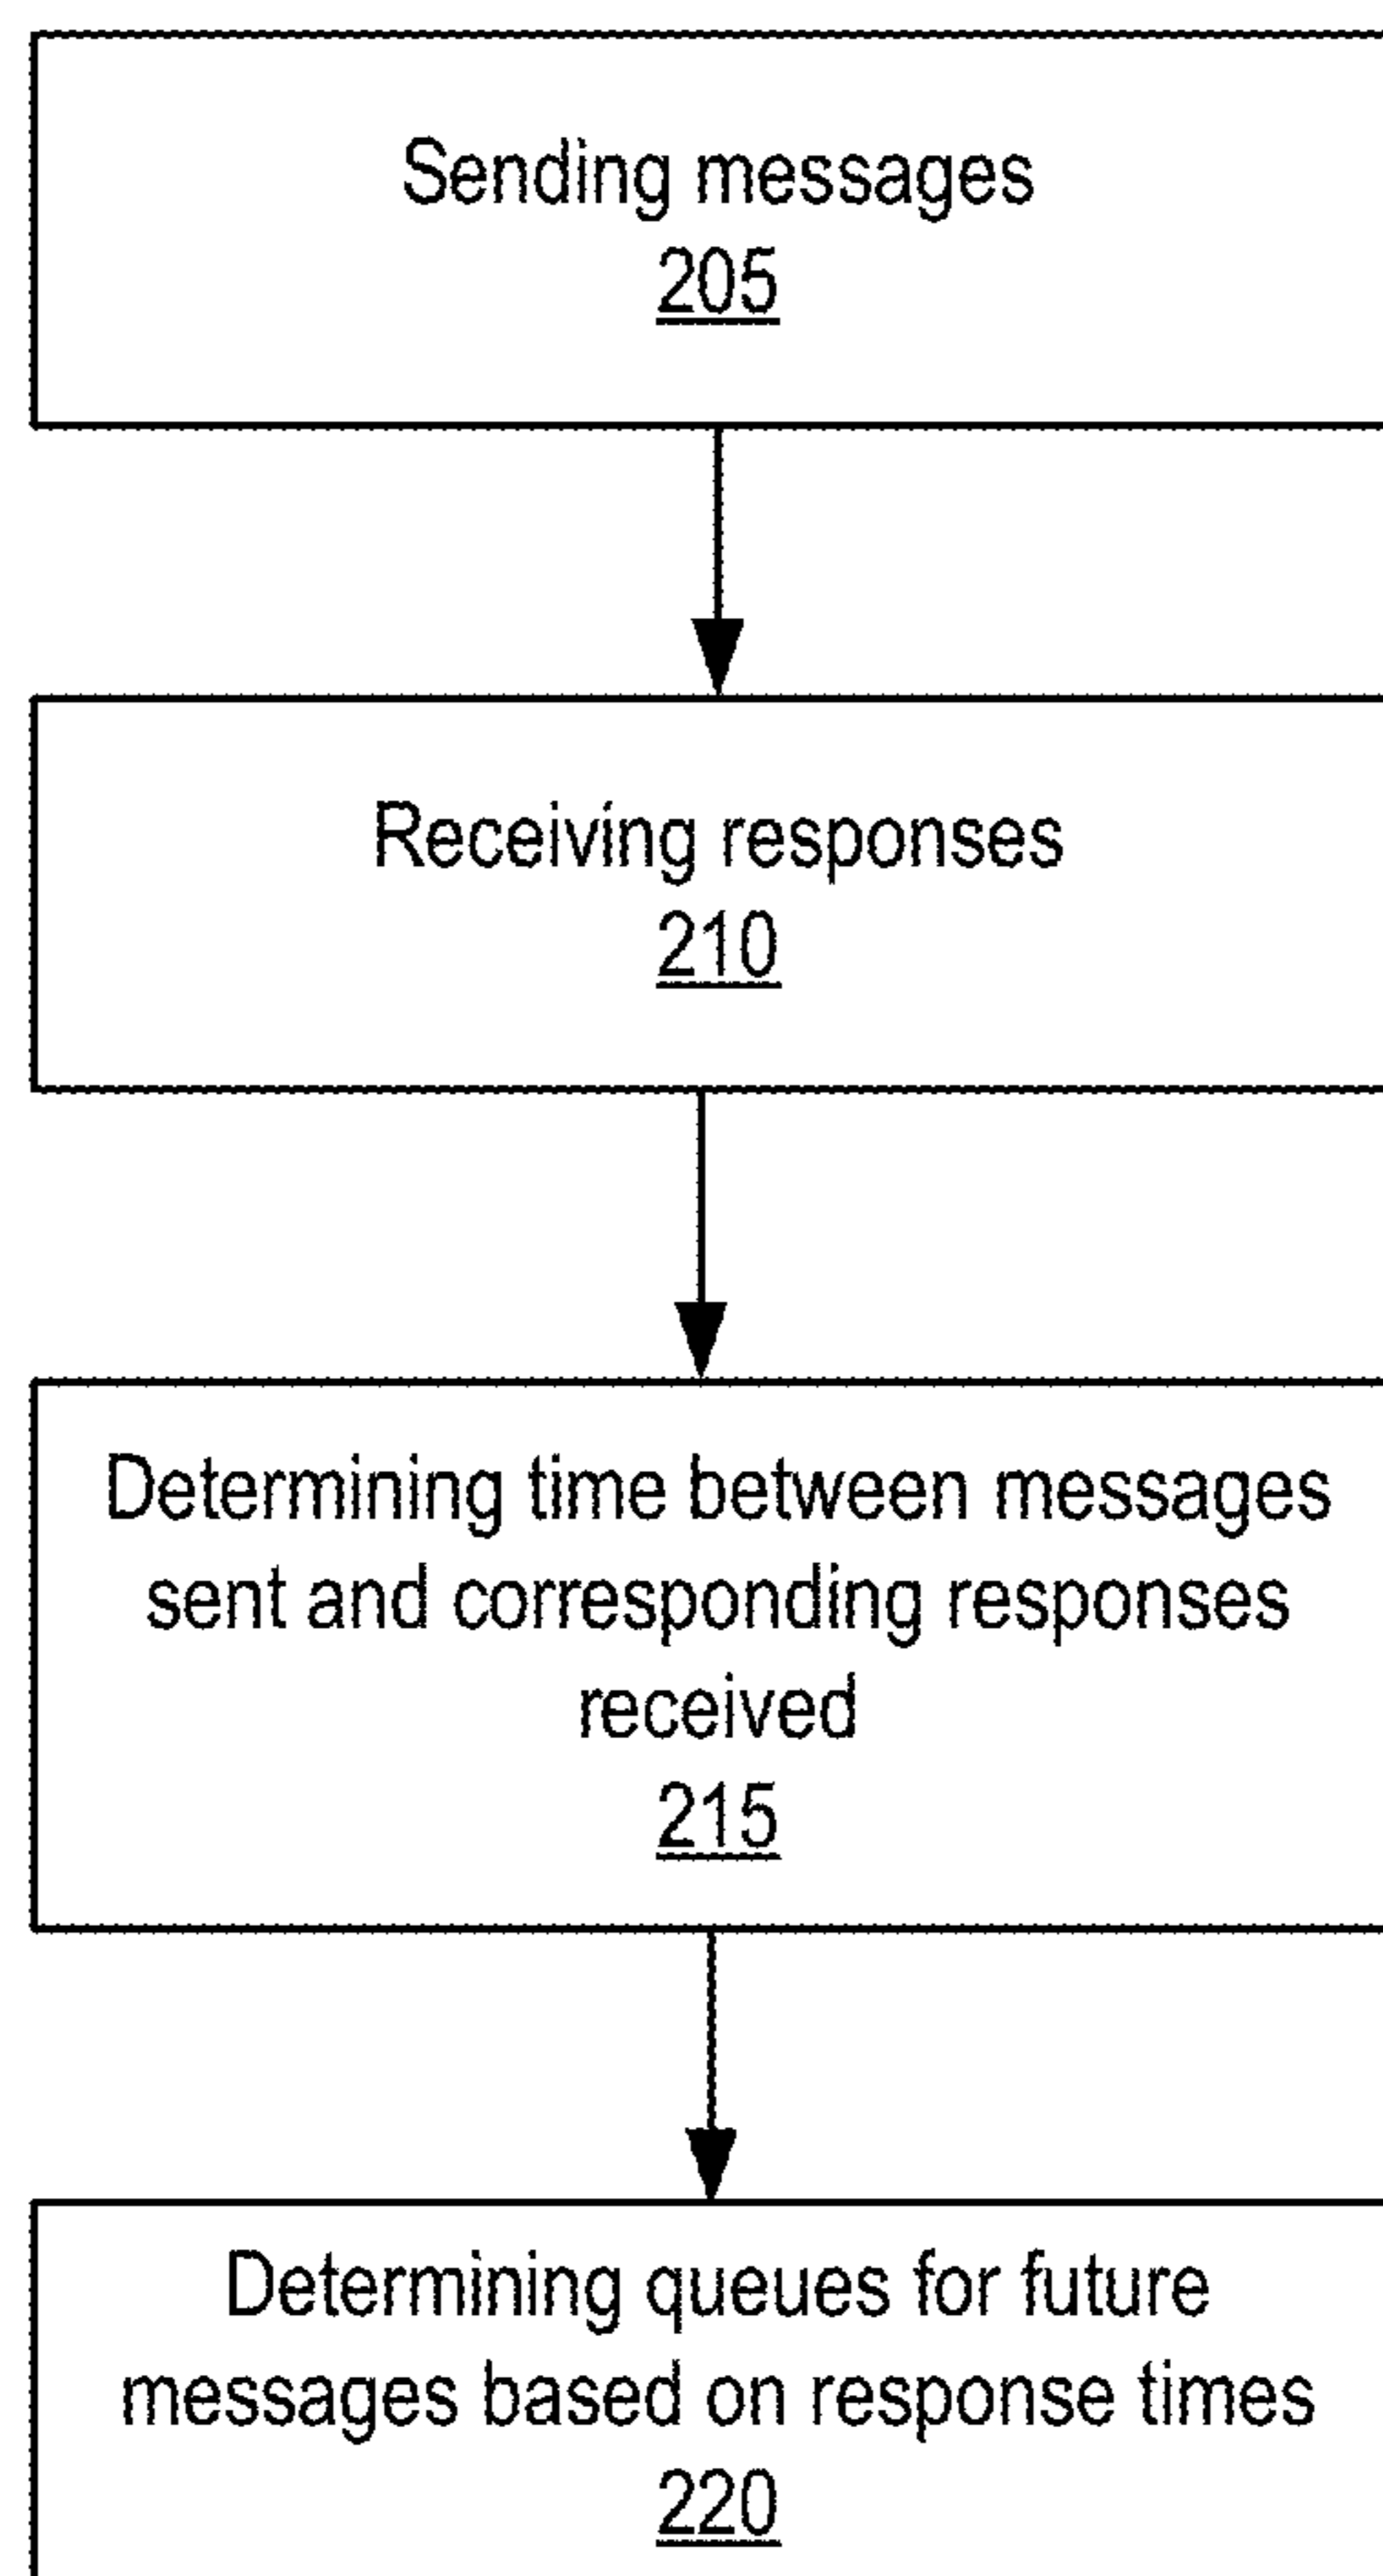 Sending messages
205
Receiving responses
210
Determining time between messages
sent and corresponding responses
received
215
Determining queues for future
messages based on response times
220